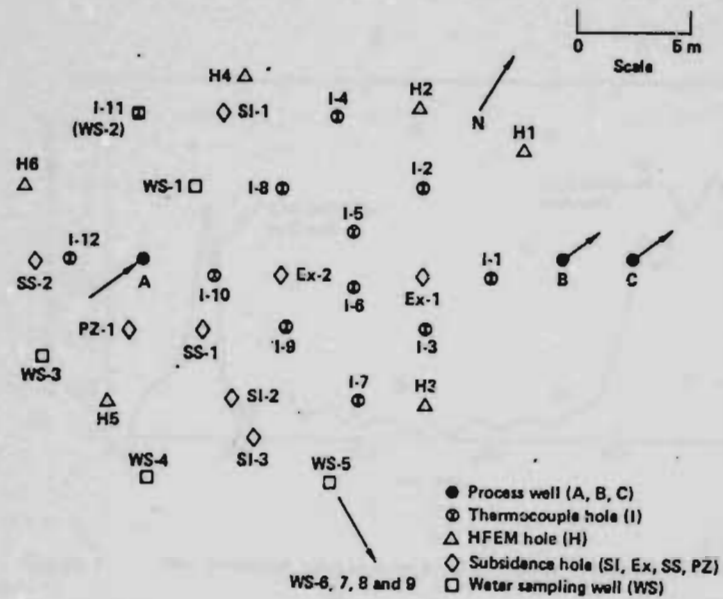 0 5 m
Scale
H4
H2
I-11
(WS-2)
SI-1
I-4
N
H1
H6
WS-1
I-8
I-2
I-5
I-12
I-1
SS-2
A
I-10
Ex-2
I-6
Ex-1
B
C
PZ-1
SS-1
I-9
I-3
WS-3
H5
SI-2
I-7
H3
SI-3
WS-4
WS-5
WS-6, 7, 8 and 9
Process well (A, B, C)
Thermocouple hole (I)
HFEM hole (H)
Subsidence hole (SI, Ex, SS, PZ)
Water sampling well (WS)